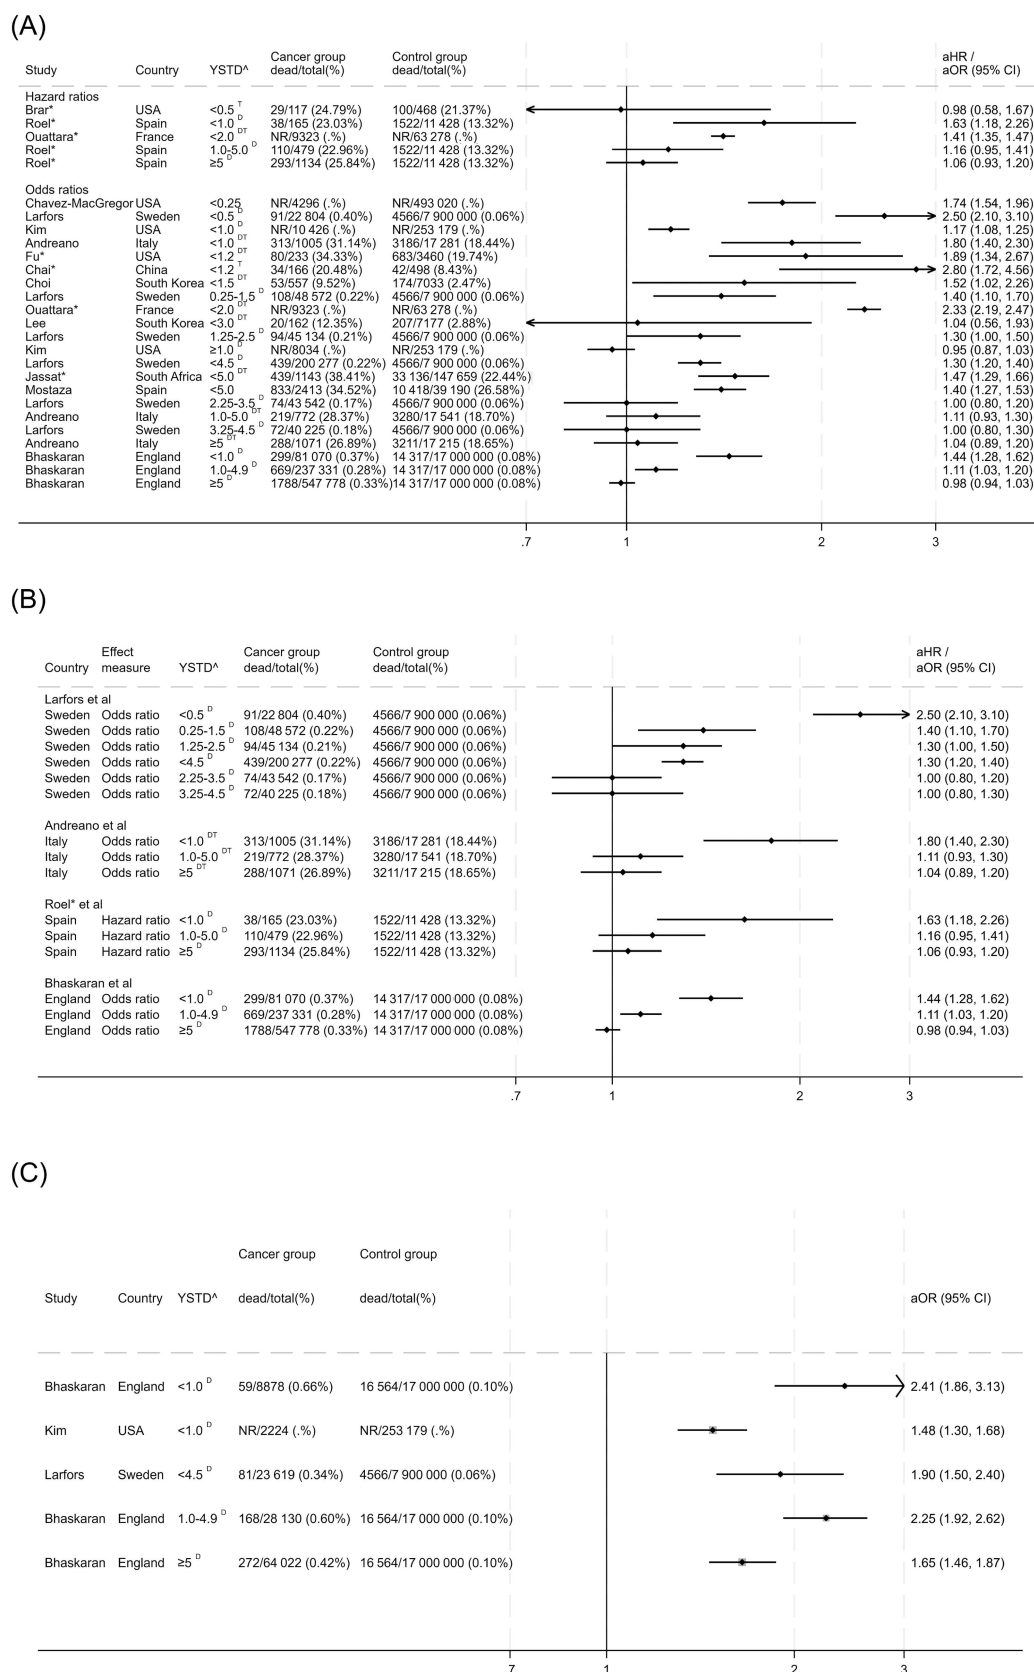 (A)
Cancer group Control group aHR /
Study Country YSTD^ dead/total(%) dead/total(%) aOR (95% CI)
Hazard ratios
Brar* USA <0.5 T 29/117 (24.79%) 100/468 (21.37%) 0.98 (0.58, 1.67)
Roel* Spain <1.0 D 38/165 (23.03%) 1522/11 428 (13.32%) 1.63 (1.18, 2.26)
Ouattara* France <2.0 DT NR/9323 (.%) NR/63 278 (.%) 1.41 (1.35, 1.47)
Roel* Spain 1.0-5.0 D 110/479 (22.96%) 1522/11 428 (13.32%) 1.16 (0.95, 1.41)
Roel* Spain ≥5 D 293/1134 (25.84%) 1522/11 428 (13.32%) 1.06 (0.93, 1.20)
Odds ratios
Chavez-MacGregor USA <0.25 NR/4296 (.%) NR/493 020 (.%) 1.74 (1.54, 1.96)
Larfors Sweden <0.5 D 91/22 804 (0.40%) 4566/7 900 000 (0.06%) 2.50 (2.10, 3.10)
Kim USA <1.0 D NR/10 426 (.%) NR/253 179 (.%) 1.17 (1.08, 1.25)
Andreano Italy <1.0 DT 313/1005 (31.14%) 3186/17 281 (18.44%) 1.80 (1.40, 2.30)
Fu* USA <1.2 DT 80/233 (34.33%) 683/3460 (19.74%) 1.89 (1.34, 2.67)
Chai* China <1.2 T 34/166 (20.48%) 42/498 (8.43%) 2.80 (1.72, 4.56)
Choi South Korea <1.5 DT 53/557 (9.52%) 174/7033 (2.47%) 1.52 (1.02, 2.26)
Larfors Sweden 0.25-1.5 D 108/48 572 (0.22%) 4566/7 900 000 (0.06%) 1.40 (1.10, 1.70)
Ouattara* France <2.0 DT NR/9323 (.%) NR/63 278 (.%) 2.33 (2.19, 2.47)
Lee South Korea <3.0 DT 20/162 (12.35%) 207/7177 (2.88%) 1.04 (0.56, 1.93)
Larfors Sweden 1.25-2.5 D 94/45 134 (0.21%) 4566/7 900 000 (0.06%) 1.30 (1.00, 1.50)
Kim USA ≥1.0 D NR/8034 (.%) NR/253 179 (.%) 0.95 (0.87, 1.03)
Larfors Sweden <4.5 D 439/200 277 (0.22%) 4566/7 900 000 (0.06%) 1.30 (1.20, 1.40)
Jassat* South Africa <5.0 DT 439/1143 (38.41%) 33 136/147 659 (22.44%) 1.47 (1.29, 1.66)
Mostaza Spain <5.0 833/2413 (34.52%) 10 418/39 190 (26.58%) 1.40 (1.27, 1.53)
Larfors Sweden 2.25-3.5 D 74/43 542 (0.17%) 4566/7 900 000 (0.06%) 1.00 (0.80, 1.20)
Andreano Italy 1.0-5.0 DT 219/772 (28.37%) 3280/17 541 (18.70%) 1.11 (0.93, 1.30)
Larfors Sweden 3.25-4.5 D 72/40 225 (0.18%) 4566/7 900 000 (0.06%) 1.00 (0.80, 1.30)
Andreano Italy ≥5 DT 288/1071 (26.89%) 3211/17 215 (18.65%) 1.04 (0.89, 1.20)
Bhaskaran England <1.0 D 299/81 070 (0.37%) 14 317/17 000 000 (0.08%) 1.44 (1.28, 1.62)
Bhaskaran England 1.0-4.9 D 669/237 331 (0.28%) 14 317/17 000 000 (0.08%) 1.11 (1.03, 1.20)
Bhaskaran England ≥5 D 1788/547 778 (0.33%) 14 317/17 000 000 (0.08%) 0.98 (0.94, 1.03)
.7 1 2 3
(B)
Effect Cancer group Control group aHR /
Country measure YSTD^ dead/total(%) dead/total(%) aOR (95% CI)
Larfors et al
Sweden Odds ratio <0.5 D 91/22 804 (0.40%) 4566/7 900 000 (0.06%) 2.50 (2.10, 3.10)
Sweden Odds ratio 0.25-1.5 D 108/48 572 (0.22%) 4566/7 900 000 (0.06%) 1.40 (1.10, 1.70)
Sweden Odds ratio 1.25-2.5 D 94/45 134 (0.21%) 4566/7 900 000 (0.06%) 1.30 (1.00, 1.50)
Sweden Odds ratio <4.5 D 439/200 277 (0.22%) 4566/7 900 000 (0.06%) 1.30 (1.20, 1.40)
Sweden Odds ratio 2.25-3.5 D 74/43 542 (0.17%) 4566/7 900 000 (0.06%) 1.00 (0.80, 1.20)
Sweden Odds ratio 3.25-4.5 D 72/40 225 (0.18%) 4566/7 900 000 (0.06%) 1.00 (0.80, 1.30)
Andreano et al
Italy Odds ratio <1.0 DT 313/1005 (31.14%) 3186/17 281 (18.44%) 1.80 (1.40, 2.30)
Italy Odds ratio 1.0-5.0 DT 219/772 (28.37%) 3280/17 541 (18.70%) 1.11 (0.93, 1.30)
Italy Odds ratio ≥5 DT 288/1071 (26.89%) 3211/17 215 (18.65%) 1.04 (0.89, 1.20)
Roel* et al
Spain Hazard ratio <1.0 D 38/165 (23.03%) 1522/11 428 (13.32%) 1.63 (1.18, 2.26)
Spain Hazard ratio 1.0-5.0 D 110/479 (22.96%) 1522/11 428 (13.32%) 1.16 (0.95, 1.41)
Spain Hazard ratio ≥5 D 293/1134 (25.84%) 1522/11 428 (13.32%) 1.06 (0.93, 1.20)
Bhaskaran et al
England Odds ratio <1.0 D 299/81 070 (0.37%) 14 317/17 000 000 (0.08%) 1.44 (1.28, 1.62)
England Odds ratio 1.0-4.9 D 669/237 331 (0.28%) 14 317/17 000 000 (0.08%) 1.11 (1.03, 1.20)
England Odds ratio ≥5 D 1788/547 778 (0.33%) 14 317/17 000 000 (0.08%) 0.98 (0.94, 1.03)
.7 1 2 3
(C)
Cancer group Control group
Study Country YSTD^ dead/total(%) dead/total(%) aOR (95% CI)
Bhaskaran England <1.0 D 59/8878 (0.66%) 16 564/17 000 000 (0.10%) 2.41 (1.86, 3.13)
Kim USA <1.0 D NR/2224 (.%) NR/253 179 (.%) 1.48 (1.30, 1.68)
Larfors Sweden <4.5 D 81/23 619 (0.34%) 4566/7 900 000 (0.06%) 1.90 (1.50, 2.40)
Bhaskaran England 1.0-4.9 D 168/28 130 (0.60%) 16 564/17 000 000 (0.10%) 2.25 (1.92, 2.62)
Bhaskaran England ≥5 D 272/64 022 (0.42%) 16 564/17 000 000 (0.10%) 1.65 (1.46, 1.87)
.7 1 2 3